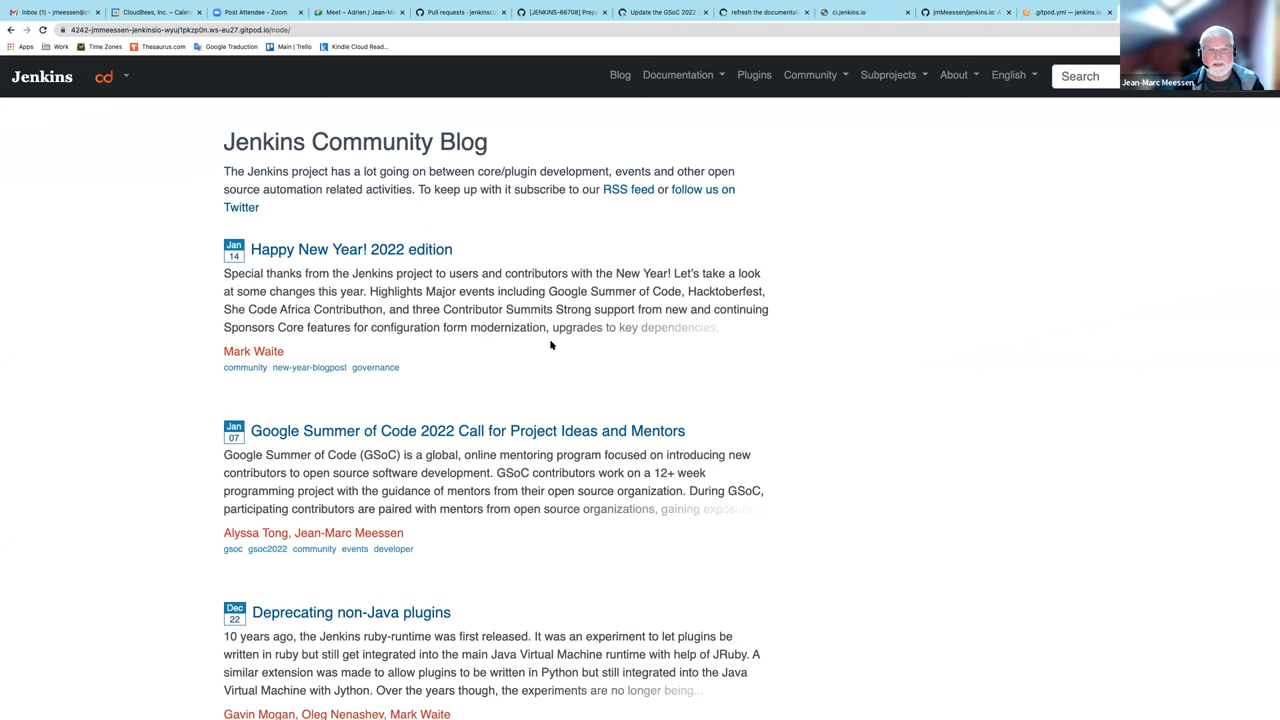 Inbox (1) - jmeessen@c
CloudBees, Inc. – Calen
Post Attendee - Zoom
Meet – Adrien / Jean-M
Pull requests · jenkinsc
[JENKINS-66708] Prep
Update the GSoC 2022
refresh the documentat
ci.jenkins.io
jmMeessen/jenkins.io: A
.gitpod.yml — jenkins.io
4242-jmmeessen-jenkinsio-wyuj1pkzp0n.ws-eu27.gitpod.io/node/
Apps Work Time Zones Thesaurus.com Google Traduction Main | Trello Kindle Cloud Read...
Jenkins cd Blog Documentation Plugins Community Subprojects About English Search
Jean-Marc Meessen
Jenkins Community Blog
The Jenkins project has a lot going on between core/plugin development, events and other open
source automation related activities. To keep up with it subscribe to our RSS feed or follow us on
Twitter
Jan
14
Happy New Year! 2022 edition
Special thanks from the Jenkins project to users and contributors with the New Year! Let's take a look
at some changes this year. Highlights Major events including Google Summer of Code, Hacktoberfest,
She Code Africa Contributhon, and three Contributor Summits Strong support from new and continuing
Sponsors Core features for configuration form modernization, upgrades to key dependencies,
Mark Waite
community new-year-blogpost governance
Jan
07
Google Summer of Code 2022 Call for Project Ideas and Mentors
Google Summer of Code (GSoC) is a global, online mentoring program focused on introducing new
contributors to open source software development. GSoC contributors work on a 12+ week
programming project with the guidance of mentors from their open source organization. During GSoC,
participating contributors are paired with mentors from open source organizations, gaining exposure
Alyssa Tong, Jean-Marc Meessen
gsoc gsoc2022 community events developer
Dec
22
Deprecating non-Java plugins
10 years ago, the Jenkins ruby-runtime was first released. It was an experiment to let plugins be
written in ruby but still get integrated into the main Java Virtual Machine runtime with help of JRuby. A
similar extension was made to allow plugins to be written in Python but still integrated into the Java
Virtual Machine with Jython. Over the years though, the experiments are no longer being...
Gavin Mogan, Oleg Nenashev, Mark Waite